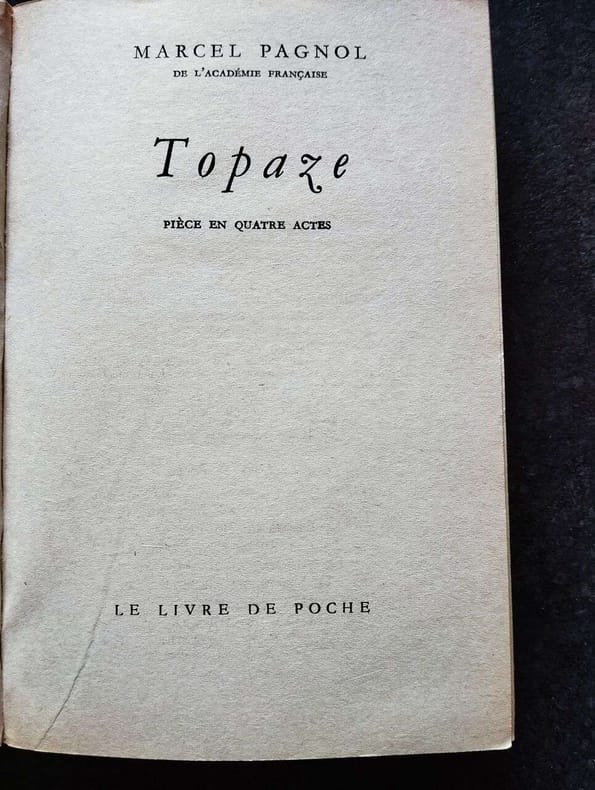 MARCEL PAGNOL
DE L'ACADÉMIE FRANÇAISE
Topaze
PIÈCE EN QUATRE ACTES
LE LIVRE DE POCHE